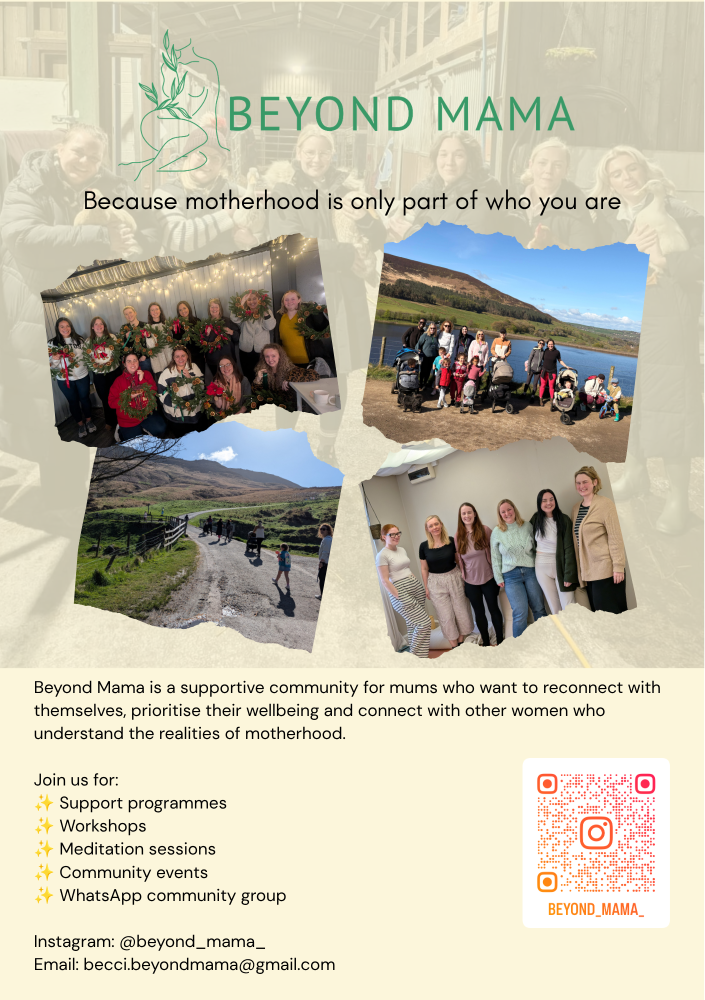 BEYOND MAMA
Because motherhood is only part of who you are
Beyond Mama is a supportive community for mums who want to reconnect with
themselves, prioritise their wellbeing and connect with other women who
understand the realities of motherhood.
Join us for:
✨ Support programmes
✨ Workshops
✨ Meditation sessions
✨ Community events
✨ WhatsApp community group
BEYOND_MAMA_
Instagram: @beyond_mama_
Email: becci.beyondmama@gmail.com